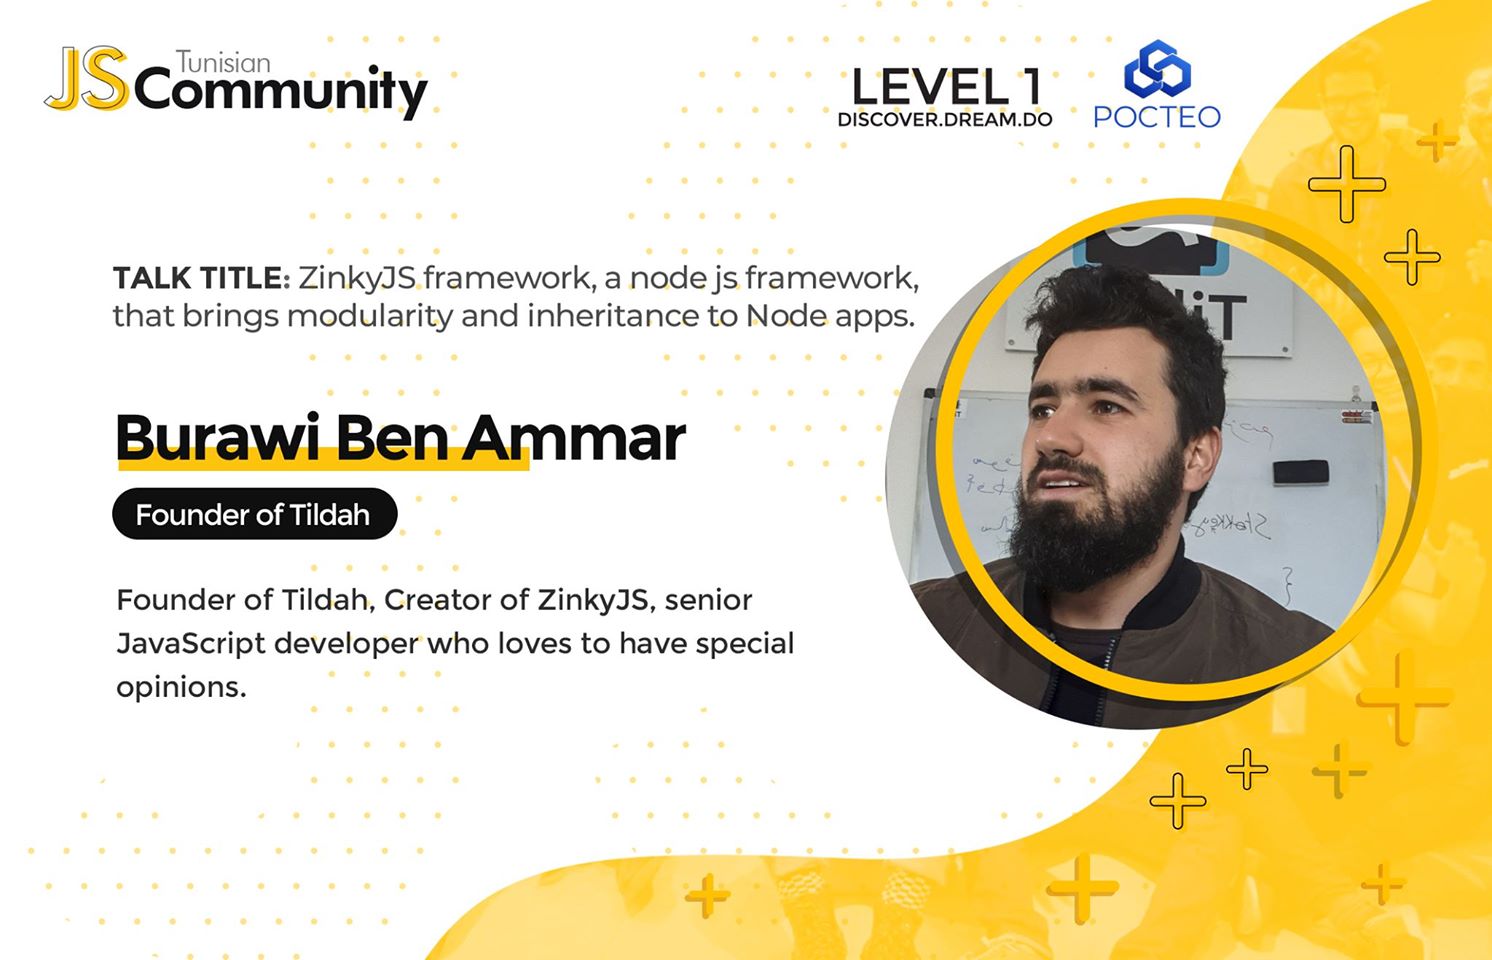 JS Tunisian
Community
LEVEL 1
DISCOVER.DREAM.DO
POCTEO
TALK TITLE: ZinkyJS framework, a node js framework,
that brings modularity and inheritance to Node apps.
Burawi Ben Ammar
Founder of Tildah
Founder of Tildah, Creator of ZinkyJS, senior
JavaScript developer who loves to have special
opinions.